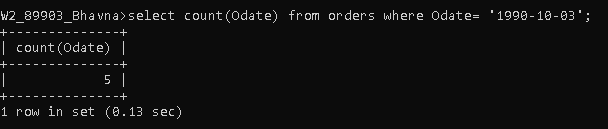 W2_89903_Bhavna>select count(Odate) from orders where Odate= '1990-10-03';
+--------------+
| count(Odate) |
+--------------+
|            5 |
+--------------+
1 row in set (0.13 sec)